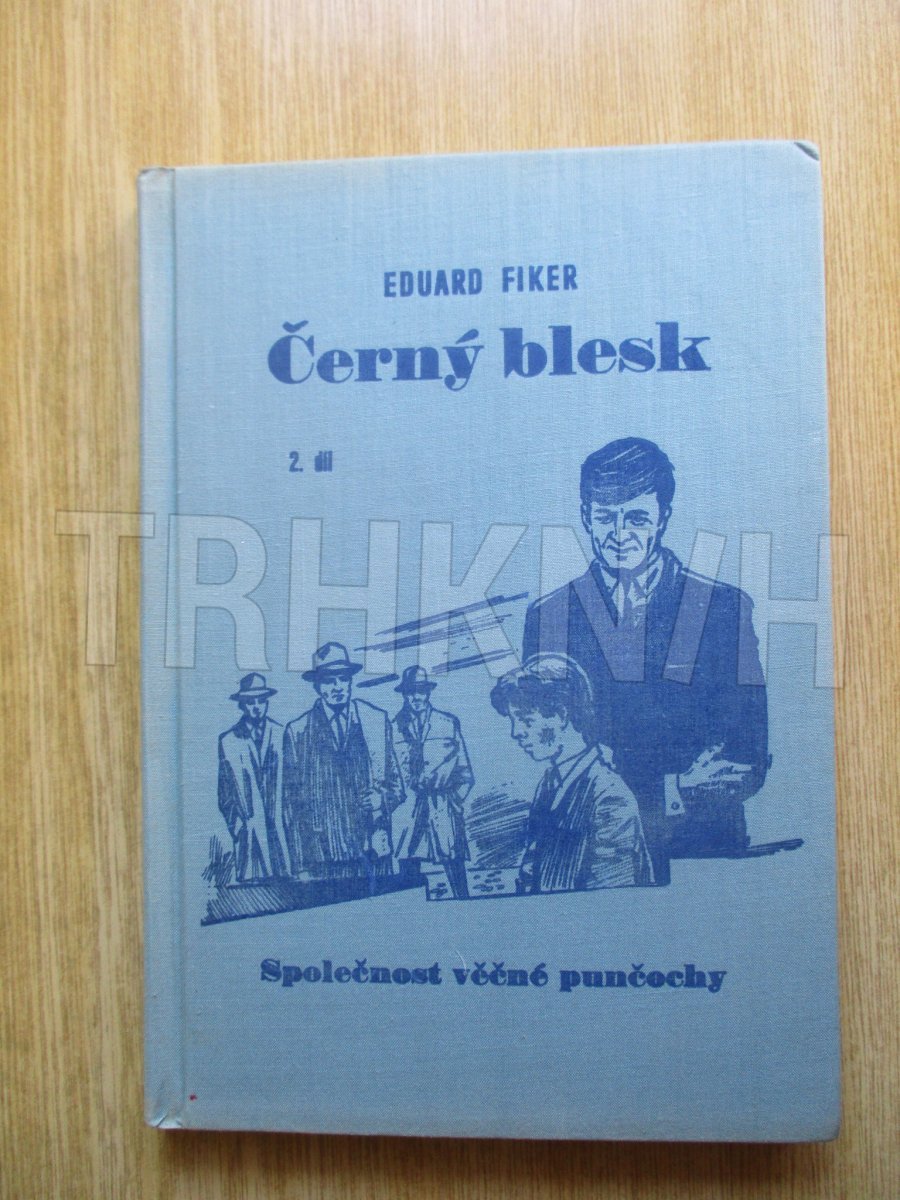 EDUARD FIKER
Černý blesk
2. díl
TRHKNIH
Společnost věčné punčochy